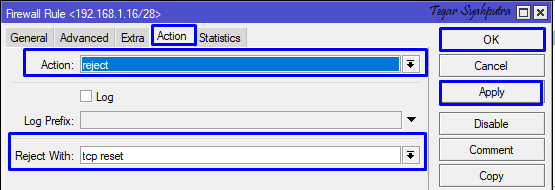 Firewall Rule <192.168.1.16/28>
Tegar Syahputra
General Advanced Extra Action Statistics
Action: reject
Log
Log Prefix:
Reject With: tcp reset
OK
Cancel
Apply
Disable
Comment
Copy